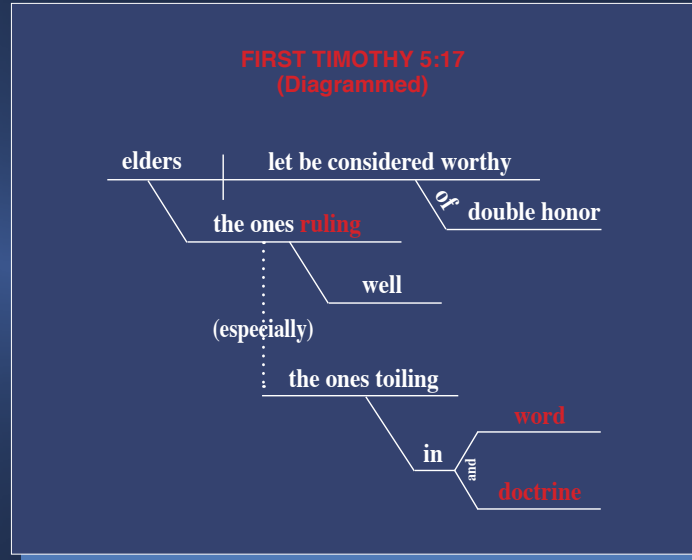 FIRST TIMOTHY 5:17
(Diagrammed)
elders let be considered worthy
of double honor
the ones ruling
well
(especially)
the ones toiling
word
in
and
doctrine